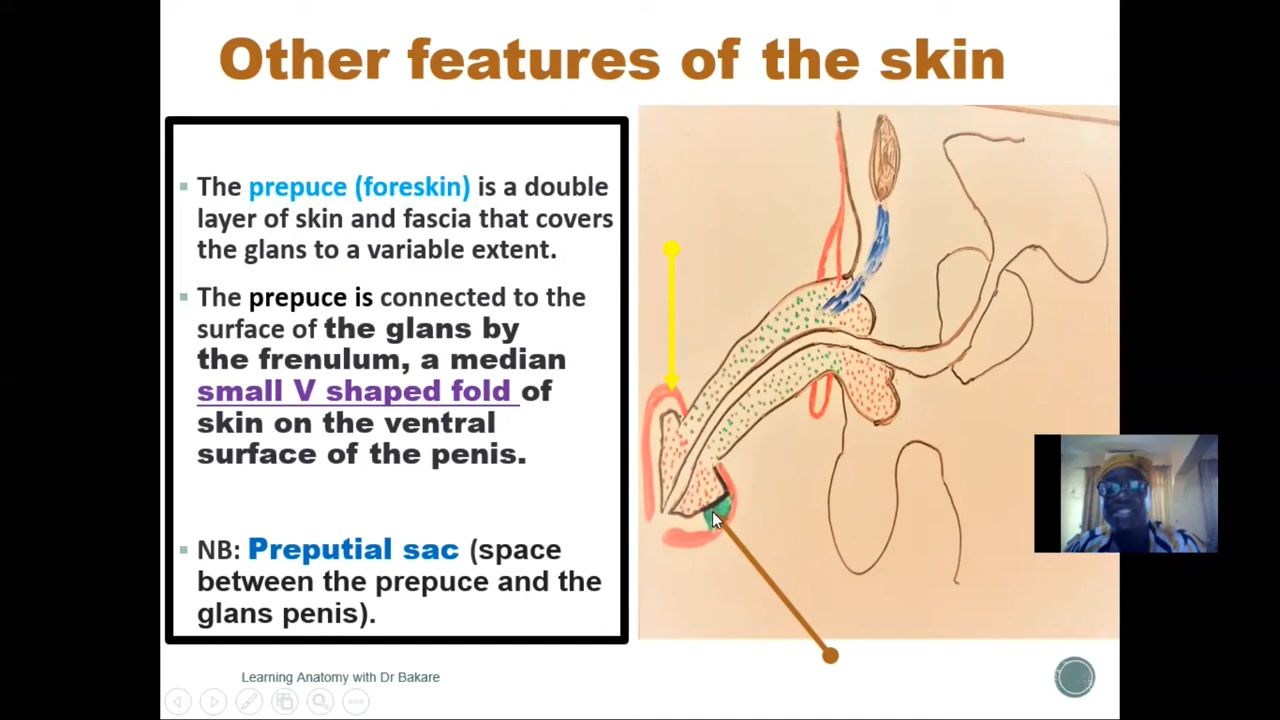 Other features of the skin
The prepuce (foreskin) is a double
layer of skin and fascia that covers
the glans to a variable extent.
The prepuce is connected to the
surface of the glans by
the frenulum, a median
small V shaped fold of
skin on the ventral
surface of the penis.
NB: Preputial sac (space
between the prepuce and the
glans penis).
Learning Anatomy with Dr Bakare